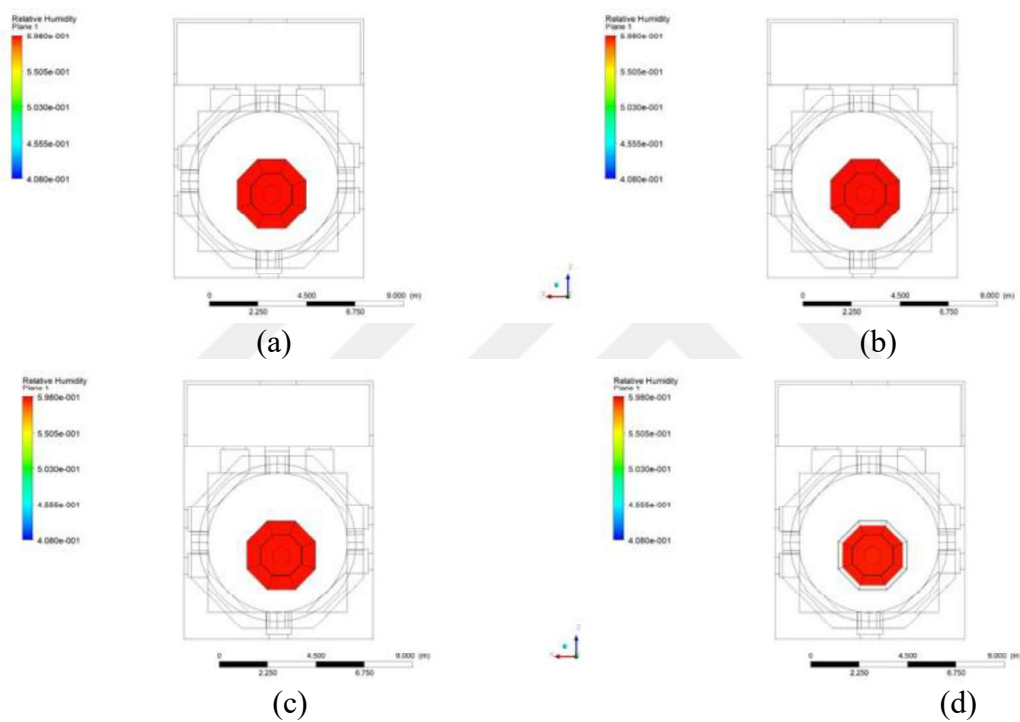 Relative Humidity
Plane 1
5.980e-001
5.505e-001
5.030e-001
4.555e-001
4.080e-001
0 4.500 9.000 (m)
2.250 6.750
(a)
Relative Humidity
Plane 1
5.980e-001
5.505e-001
5.030e-001
4.555e-001
4.080e-001
0 4.500 9.000 (m)
2.250 6.750
Z
(b)
Relative Humidity
Plane 1
5.980e-001
5.505e-001
5.030e-001
4.555e-001
4.080e-001
0 4.500 9.000 (m)
2.250 6.750
(c)
Relative Humidity
Plane 1
5.980e-001
5.505e-001
5.030e-001
4.555e-001
4.080e-001
0 4.500 9.000 (m)
2.250 6.750
Z
(d)